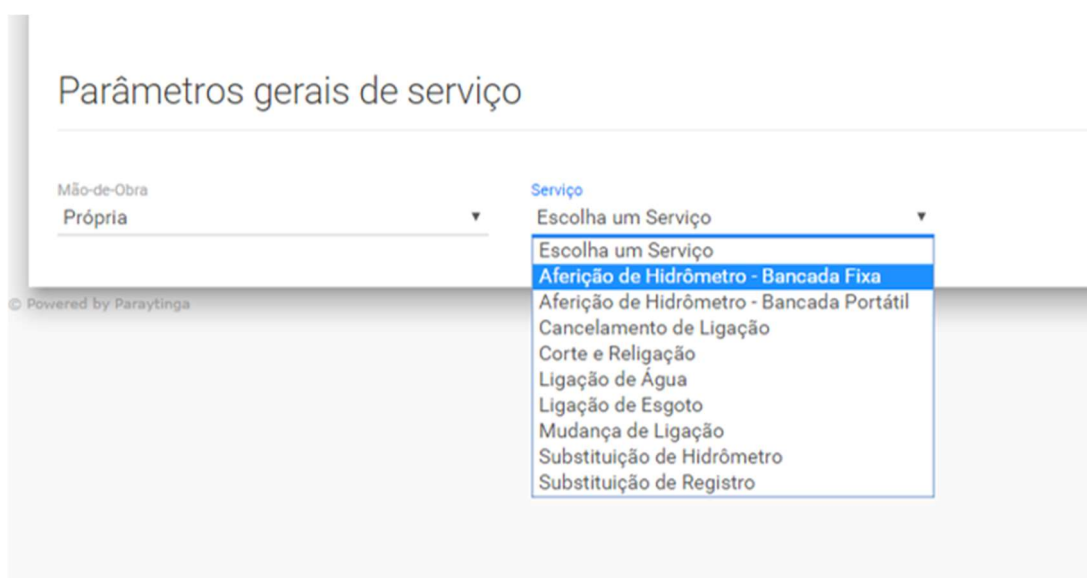 Parâmetros gerais de serviço
Mão-de-Obra
Própria
Serviço
Escolha um Serviço
Escolha um Serviço
Aferição de Hidrômetro - Bancada Fixa
Aferição de Hidrômetro - Bancada Portátil
Cancelamento de Ligação
Corte e Religação
Ligação de Água
Ligação de Esgoto
Mudança de Ligação
Substituição de Hidrômetro
Substituição de Registro
© Powered by Paraytinga